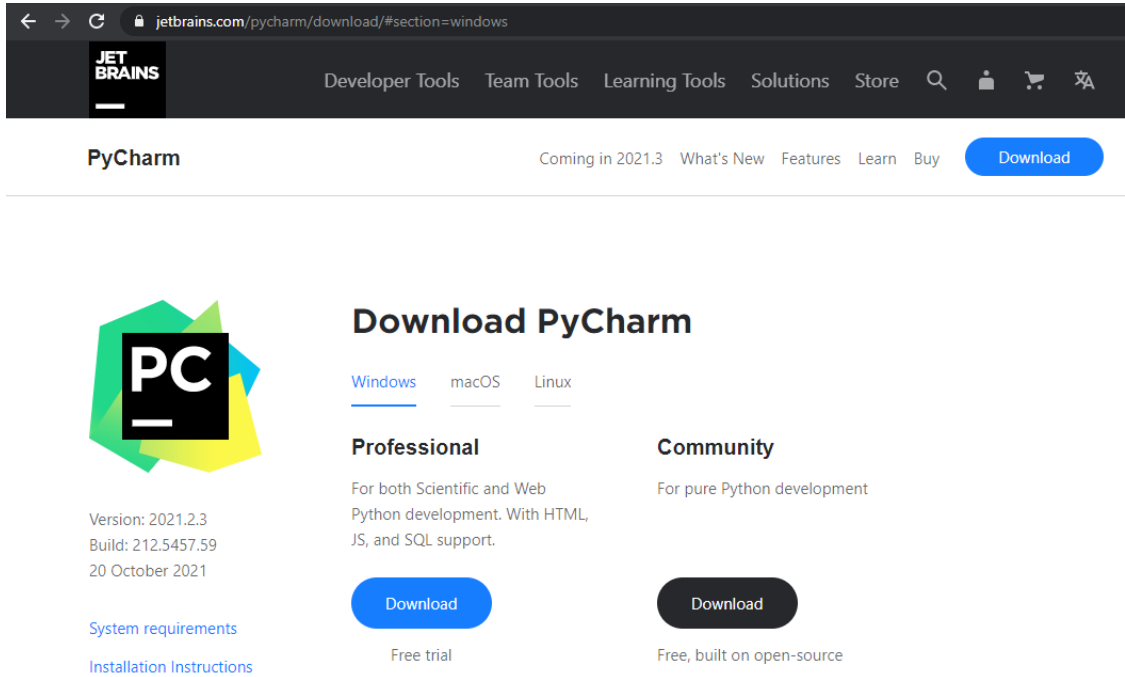 jetbrains.com/pycharm/download/#section=windows
JET
BRAINS
Developer Tools Team Tools Learning Tools Solutions Store
PyCharm
Coming in 2021.3 What's New Features Learn Buy Download
PC
Download PyCharm
Windows macOS Linux
Professional
For both Scientific and Web
Python development. With HTML,
JS, and SQL support.
Download
Free trial
Community
For pure Python development
Download
Free, built on open-source
Version: 2021.2.3
Build: 212.5457.59
20 October 2021
System requirements
Installation Instructions